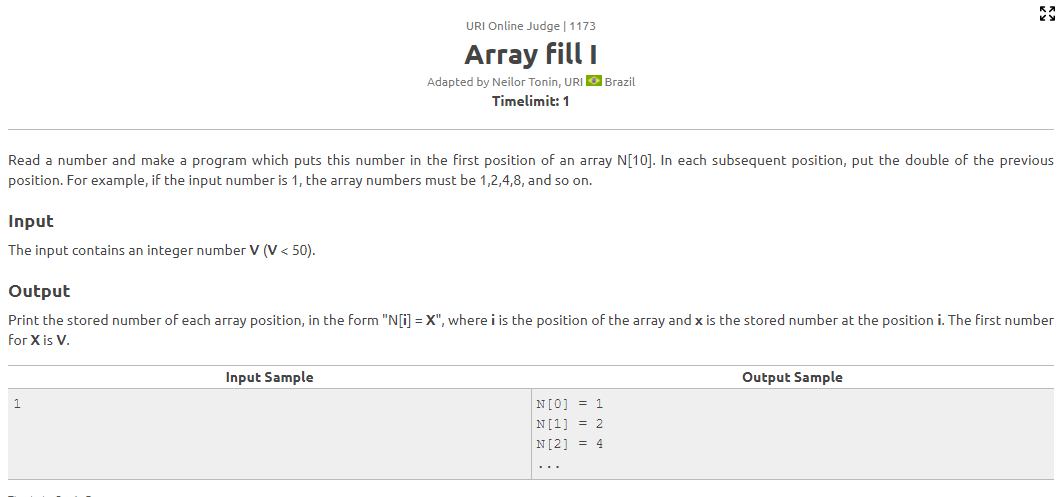 URI Online Judge | 1173
Array fill I
Adapted by Neilor Tonin, URI Brazil
Timelimit: 1
Read a number and make a program which puts this number in the first position of an array N[10]. In each subsequent position, put the double of the previous
position. For example, if the input number is 1, the array numbers must be 1,2,4,8, and so on.
Input
The input contains an integer number V (V < 50).
Output
Print the stored number of each array position, in the form "N[i] = X", where i is the position of the array and x is the stored number at the position i. The first number
for X is V.
Input Sample
Output Sample
1
N[0] = 1
N[1] = 2
N[2] = 4
...